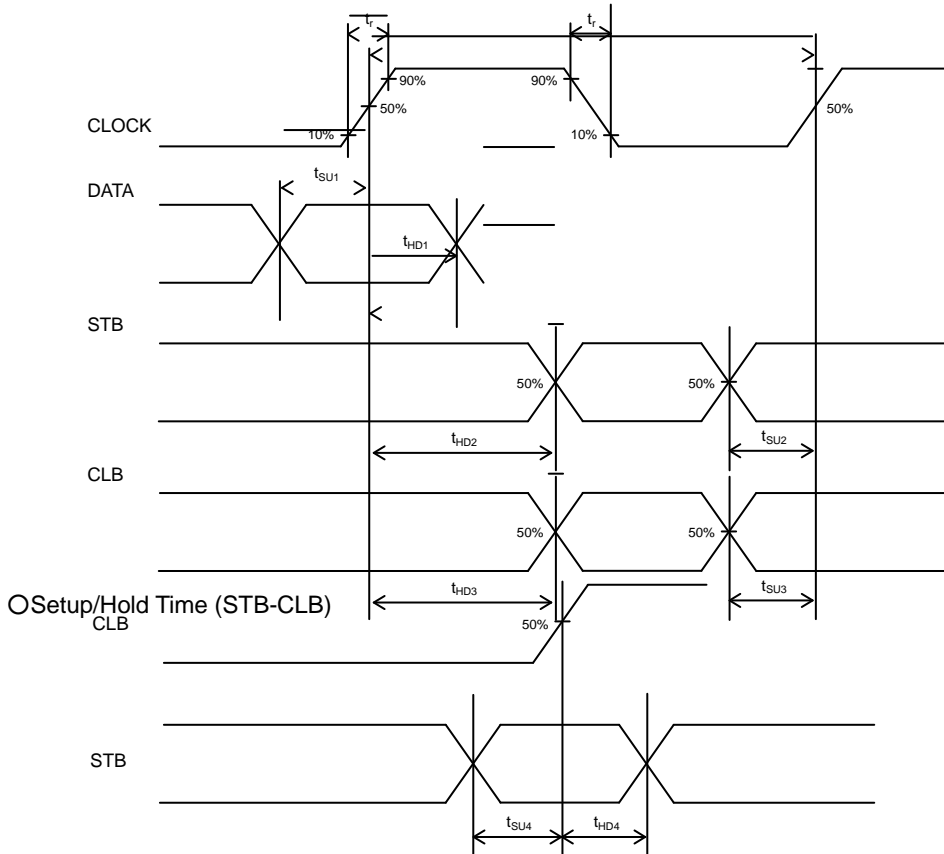 tr tr
90% 90%
50% 50%
CLOCK
10% 10%
tSU1
DATA
tHD1
STB
50% 50%
tHD2 tSU2
CLB
50% 50%
tHD3 tSU3
○Setup/Hold Time (STB-CLB)
CLB
50%
STB
tSU4 tHD4